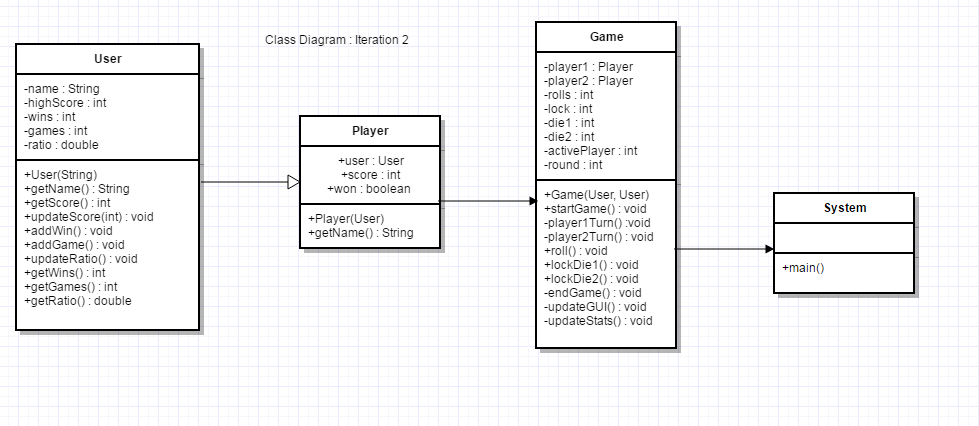 Class Diagram : Iteration 2
User
-name : String
-highScore : int
-wins : int
-games : int
-ratio : double
+User(String)
+getName() : String
+getScore() : int
+updateScore(int) : void
+addWin() : void
+addGame() : void
+updateRatio() : void
+getWins() : int
+getGames() : int
+getRatio() : double
Player
+user : User
+score : int
+won : boolean
+Player(User)
+getName() : String
Game
-player1 : Player
-player2 : Player
-rolls : int
-lock : int
-die1 : int
-die2 : int
-activePlayer : int
-round : int
+Game(User, User)
+startGame() : void
-player1Turn() :void
-player2Turn() : void
+roll() : void
+lockDie1() : void
+lockDie2() : void
-endGame() : void
-updateGUI() : void
-updateStats() : void
System
+main()